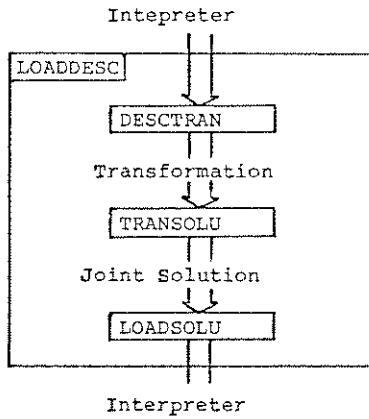 Intepreter
LOADDESC
DESCTRAN
Transformation
TRANSOLU
Joint Solution
LOADSOLU
Interpreter